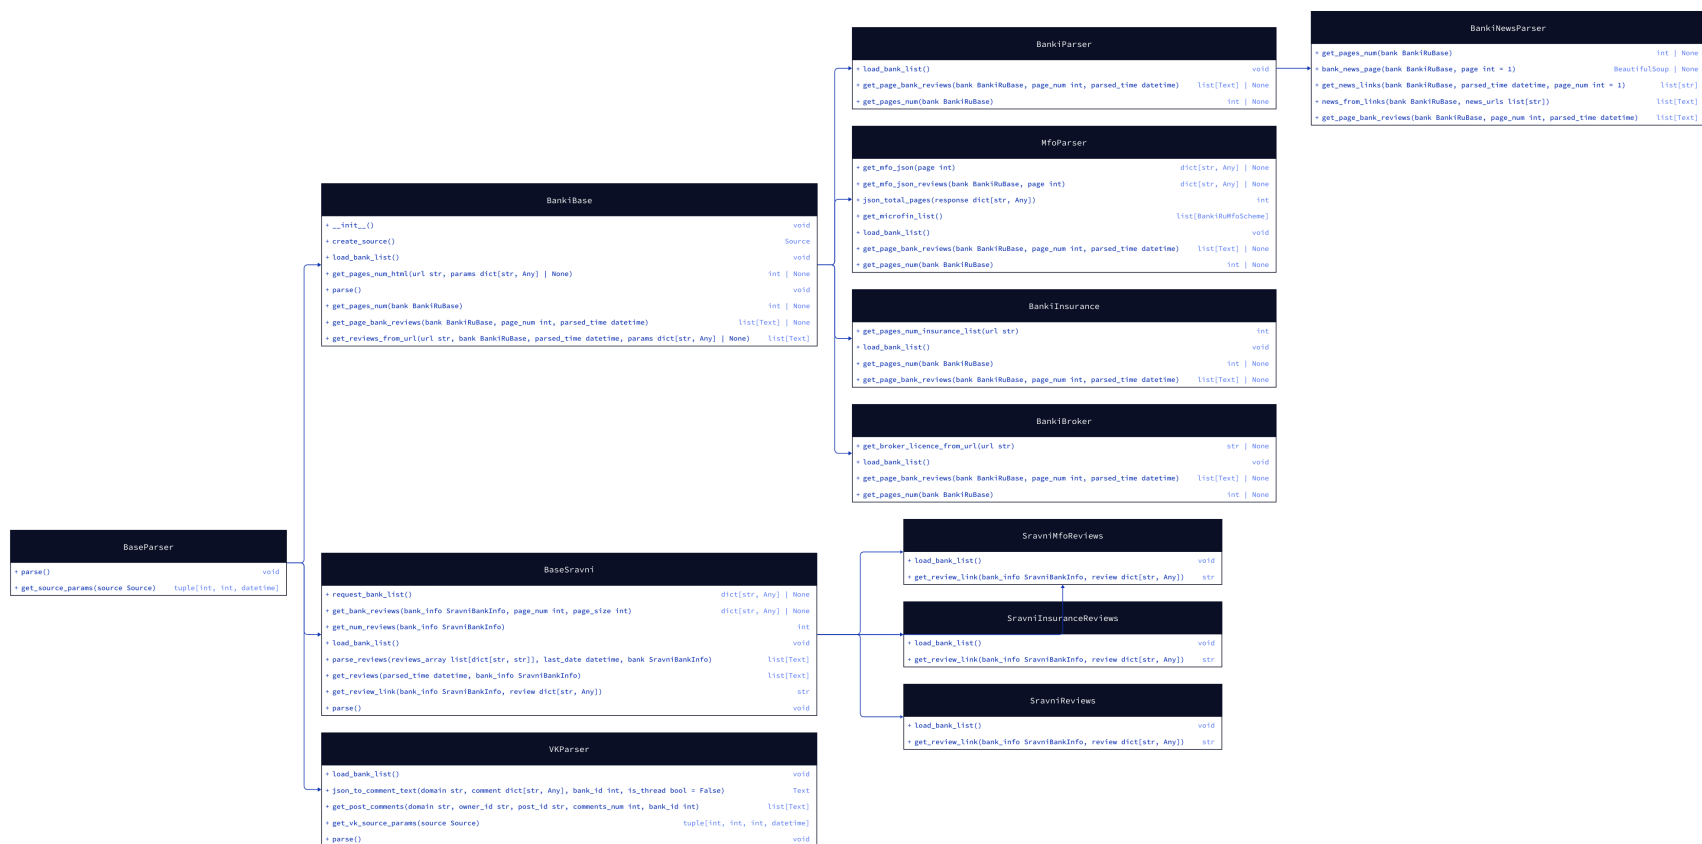 BaseParser
+ parse() void
+ get_source_params(source Source) tuple[int, int, datetime]
BankiBase
+ __init__() void
+ create_source() Source
+ load_bank_list() void
+ get_pages_num_html(url str, params dict[str, Any] | None) int | None
+ parse() void
+ get_pages_num(bank BankiRuBase) int | None
+ get_page_bank_reviews(bank BankiRuBase, page_num int, parsed_time datetime) list[Text] | None
+ get_reviews_from_url(url str, bank BankiRuBase, parsed_time datetime, params dict[str, Any] | None) list[Text]
BaseSravni
+ request_bank_list() dict[str, Any] | None
+ get_bank_reviews(bank_info SravniBankInfo, page_num int, page_size int) dict[str, Any] | None
+ get_num_reviews(bank_info SravniBankInfo) int
+ load_bank_list() void
+ parse_reviews(reviews_array list[dict[str, str]], last_date datetime, bank SravniBankInfo) list[Text]
+ get_reviews(parsed_time datetime, bank_info SravniBankInfo) list[Text]
+ get_review_link(bank_info SravniBankInfo, review dict[str, Any]) str
+ parse() void
VKParser
+ load_bank_list() void
+ json_to_comment_text(domain str, comment dict[str, Any], bank_id int, is_thread bool = False) Text
+ get_post_comments(domain str, owner_id str, post_id str, comments_num int, bank_id int) list[Text]
+ get_vk_source_params(source Source) tuple[int, int, int, datetime]
+ parse() void
BankiParser
+ load_bank_list() void
+ get_page_bank_reviews(bank BankiRuBase, page_num int, parsed_time datetime) list[Text] | None
+ get_pages_num(bank BankiRuBase) int | None
MfoParser
+ get_mfo_json(page int) dict[str, Any] | None
+ get_mfo_json_reviews(bank BankiRuBase, page int) dict[str, Any] | None
+ json_total_pages(response dict[str, Any]) int
+ get_microfin_list() list[BankiRuMfoScheme]
+ load_bank_list() void
+ get_page_bank_reviews(bank BankiRuBase, page_num int, parsed_time datetime) list[Text] | None
+ get_pages_num(bank BankiRuBase) int | None
BankiInsurance
+ get_pages_num_insurance_list(url str) int
+ load_bank_list() void
+ get_pages_num(bank BankiRuBase) int | None
+ get_page_bank_reviews(bank BankiRuBase, page_num int, parsed_time datetime) list[Text] | None
BankiBroker
+ get_broker_licence_from_url(url str) str | None
+ load_bank_list() void
+ get_page_bank_reviews(bank BankiRuBase, page_num int, parsed_time datetime) list[Text] | None
+ get_pages_num(bank BankiRuBase) int | None
SravniMfoReviews
+ load_bank_list() void
+ get_review_link(bank_info SravniBankInfo, review dict[str, Any]) str
SravniInsuranceReviews
+ load_bank_list() void
+ get_review_link(bank_info SravniBankInfo, review dict[str, Any]) str
SravniReviews
+ load_bank_list() void
+ get_review_link(bank_info SravniBankInfo, review dict[str, Any]) str
BankiNewsParser
+ get_pages_num(bank BankiRuBase) int | None
+ bank_news_page(bank BankiRuBase, page int = 1) BeautifulSoup | None
+ get_news_links(bank BankiRuBase, parsed_time datetime, page_num int = 1) list[str]
+ news_from_links(bank BankiRuBase, news_urls list[str]) list[Text]
+ get_page_bank_reviews(bank BankiRuBase, page_num int, parsed_time datetime) list[Text]